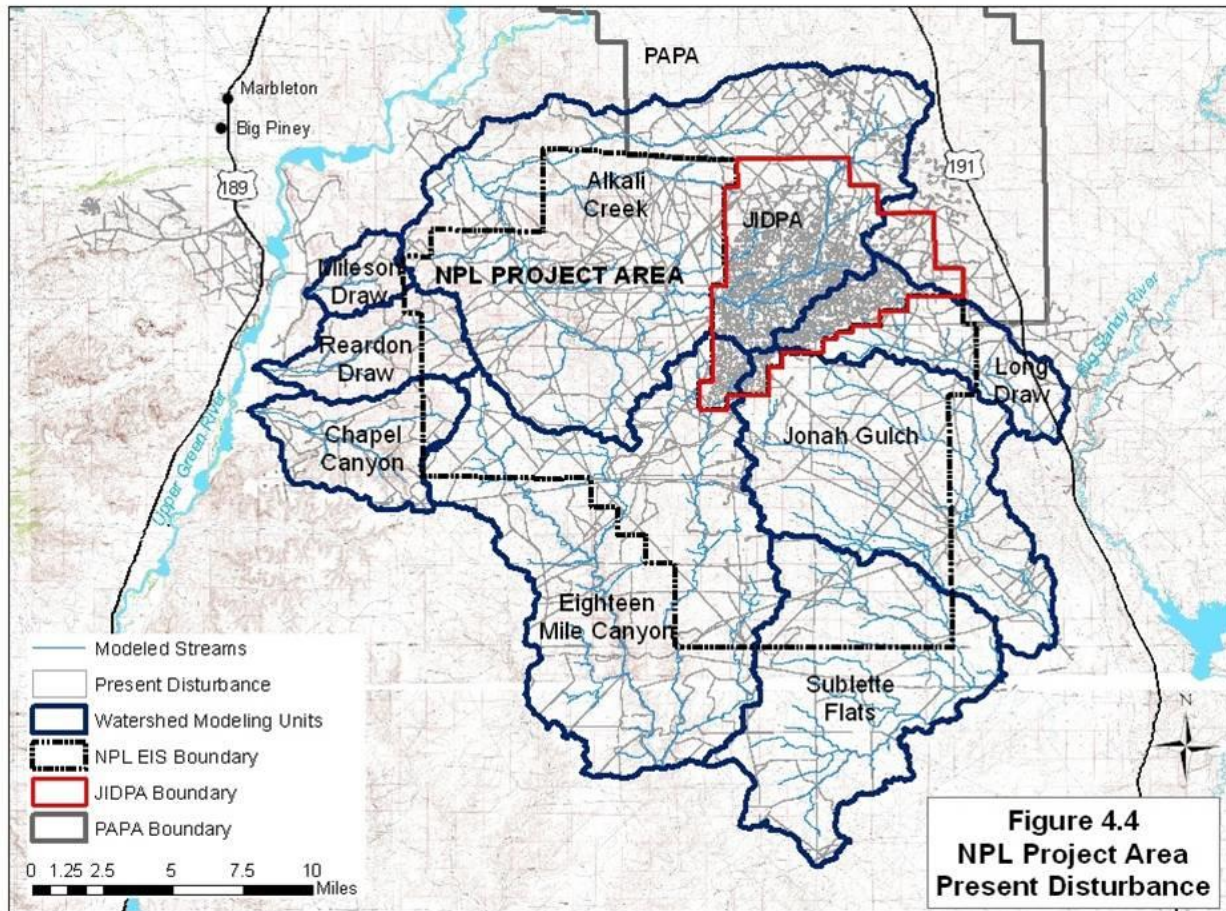 PAPA
Marbleton
Big Piney
189
191
Alkali
Creek
JIDPA
NPL PROJECT AREA
Mileson
Draw
Reardon
Draw
Long
Draw
Big Sandy River
Jonah Gulch
Chapel
Canyon
Upper Green River
Eighteen
Mile Canyon
Sublette
Flats
Modeled Streams
Present Disturbance
Watershed Modeling Units
NPL EIS Boundary
JIDPA Boundary
PAPA Boundary
0 1.25 2.5 5 7.5 10
Miles
N
Figure 4.4
NPL Project Area
Present Disturbance